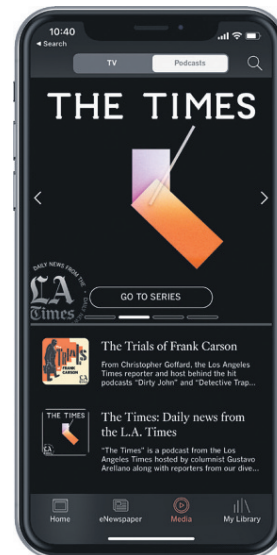 10:40
Search
TV
Podcasts
THE TIMES
DAILY NEWS FROM THE
LA
Times
GO TO SERIES
The Trials of Frank Carson
From Christopher Goffard, the Los Angeles
Times reporter and host behind the hit
podcasts “Dirty John” and “Detective Trap...
The Times: Daily news from
the L.A. Times
“The Times” is a podcast from the Los
Angeles Times hosted by columnist Gustavo
Arellano along with reporters from our dive...
TRIALS
FRANK
CARSON
THE TIMES
Home
eNewspaper
Media
My Library